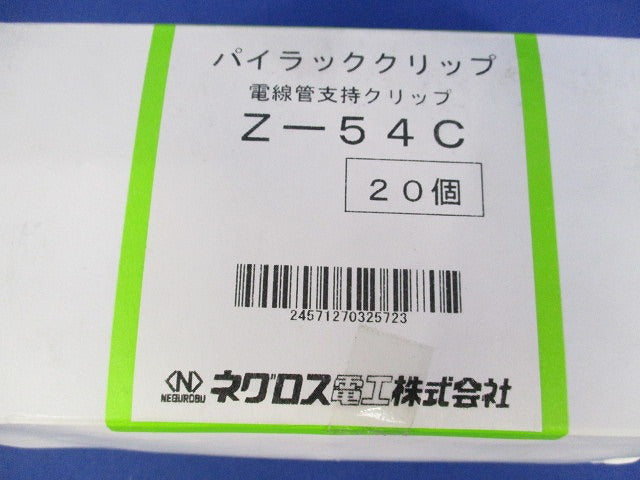 パイラッククリップ
電線管支持クリップ
Z－54C
20個
24571270325723
N
NEGUROSU ネグロス電工株式会社